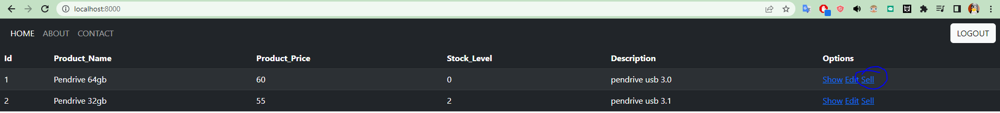 localhost:8000
HOME ABOUT CONTACT LOGOUT
Id Product_Name Product_Price Stock_Level Description Options
1 Pendrive 64gb 60 0 pendrive usb 3.0 Show Edit Sell
2 Pendrive 32gb 55 2 pendrive usb 3.1 Show Edit Sell